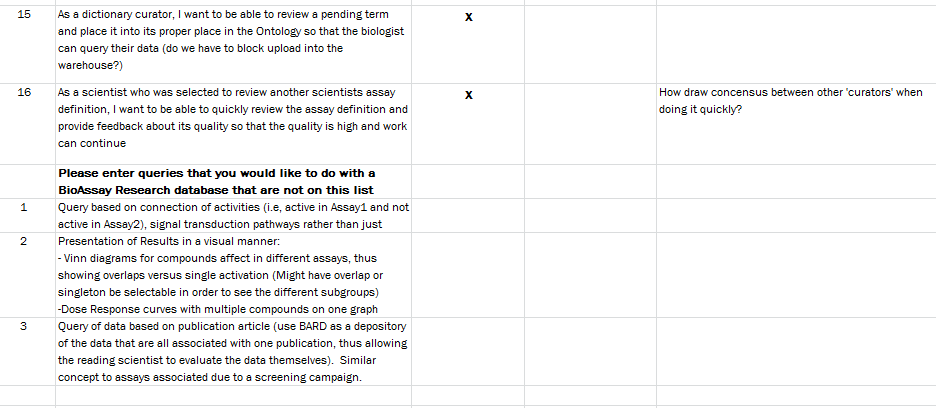 15 As a dictionary curator, I want to be able to review a pending term X
and place it into its proper place in the Ontology so that the biologist
can query their data (do we have to block upload into the
warehouse?)
16 As a scientist who was selected to review another scientists assay X How draw concensus between other 'curators' when
definition, I want to be able to quickly review the assay definition and doing it quickly?
provide feedback about its quality so that the quality is high and work
can continue
Please enter queries that you would like to do with a
BioAssay Research database that are not on this list
1 Query based on connection of activities (i.e, active in Assay1 and not
active in Assay2), signal transduction pathways rather than just
2 Presentation of Results in a visual manner:
- Vinn diagrams for compounds affect in different assays, thus
showing overlaps versus single activation (Might have overlap or
singleton be selectable in order to see the different subgroups)
-Dose Response curves with multiple compounds on one graph
3 Query of data based on publication article (use BARD as a depository
of the data that are all associated with one publication, thus allowing
the reading scientist to evaluate the data themselves).  Similar
concept to assays associated due to a screening campaign.